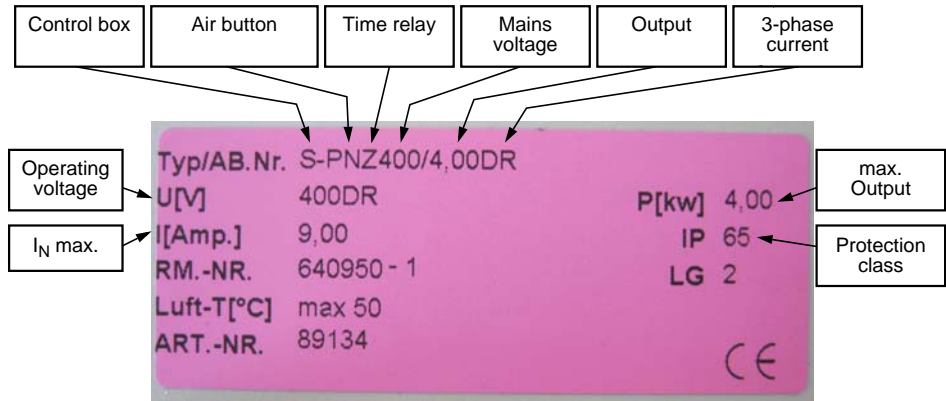 Control box
Air button
Time relay
Mains
voltage
Output
3-phase
current
Typ/AB.Nr. S-PNZ400/4,00DR
Operating
voltage
U[V] 400DR
P[kw] 4,00
max.
Output
I[Amp.] 9,00
IP 65
IN max.
Protection
class
RM.-NR. 640950 - 1
LG 2
Luft-T[°C] max 50
ART.-NR. 89134
CE